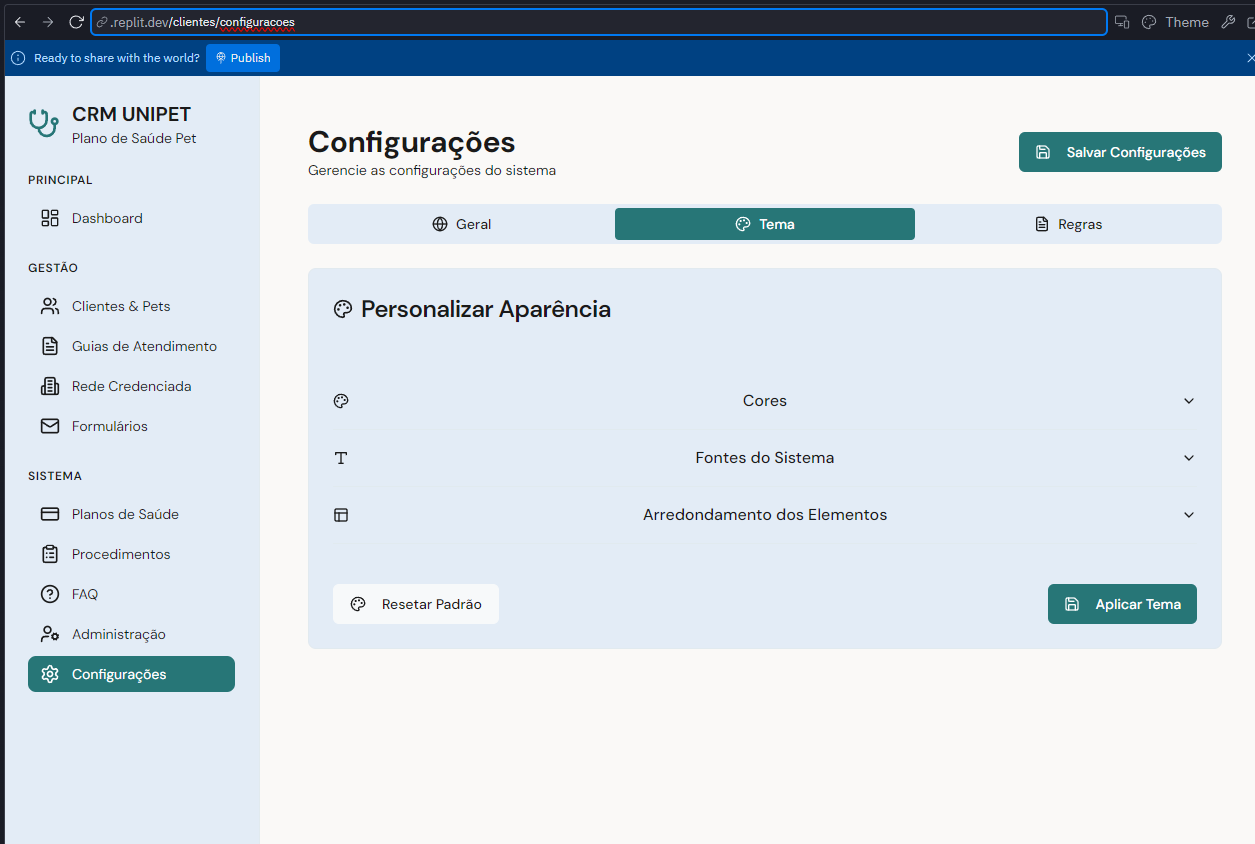 .replit.dev/clientes/configuracoes
Theme
Ready to share with the world?
Publish
CRM UNIPET
Plano de Saúde Pet
PRINCIPAL
Dashboard
GESTÃO
Clientes & Pets
Guias de Atendimento
Rede Credenciada
Formulários
SISTEMA
Planos de Saúde
Procedimentos
FAQ
Administração
Configurações
Configurações
Gerencie as configurações do sistema
Salvar Configurações
Geral
Tema
Regras
Personalizar Aparência
Cores
Fontes do Sistema
Arredondamento dos Elementos
Resetar Padrão
Aplicar Tema